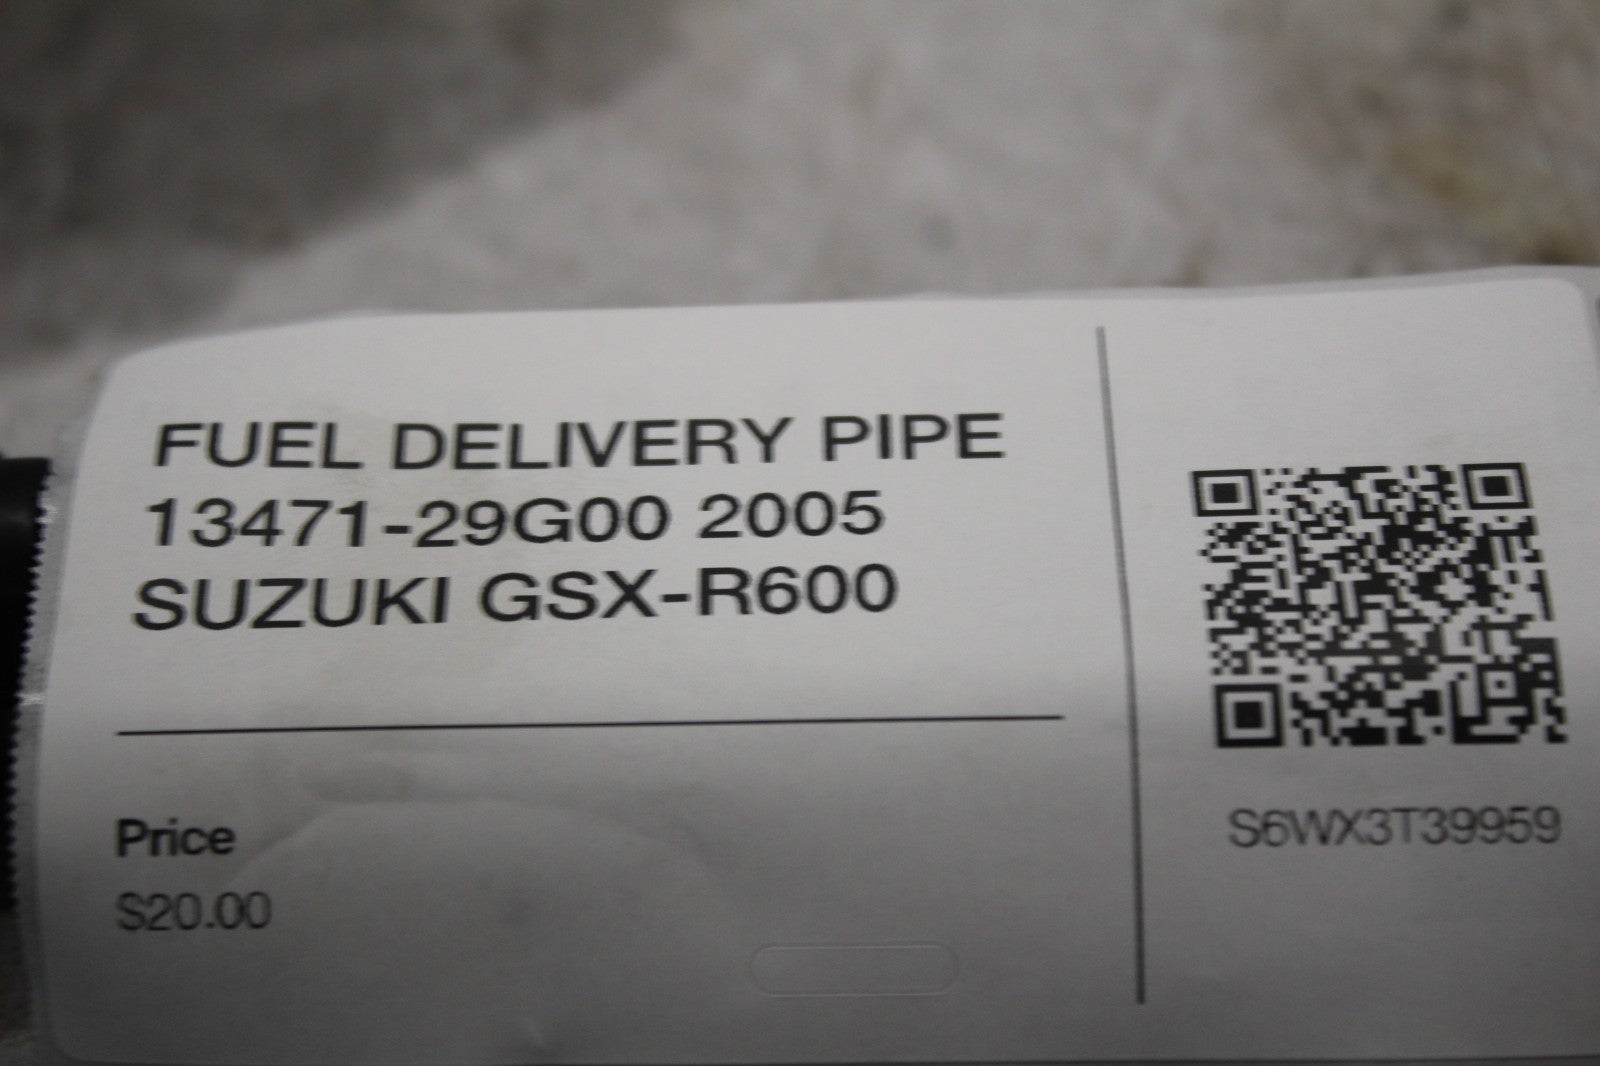 FUEL DELIVERY PIPE
13471-29G00 2005
SUZUKI GSX-R600
Price
$20.00
S6WX3T39959